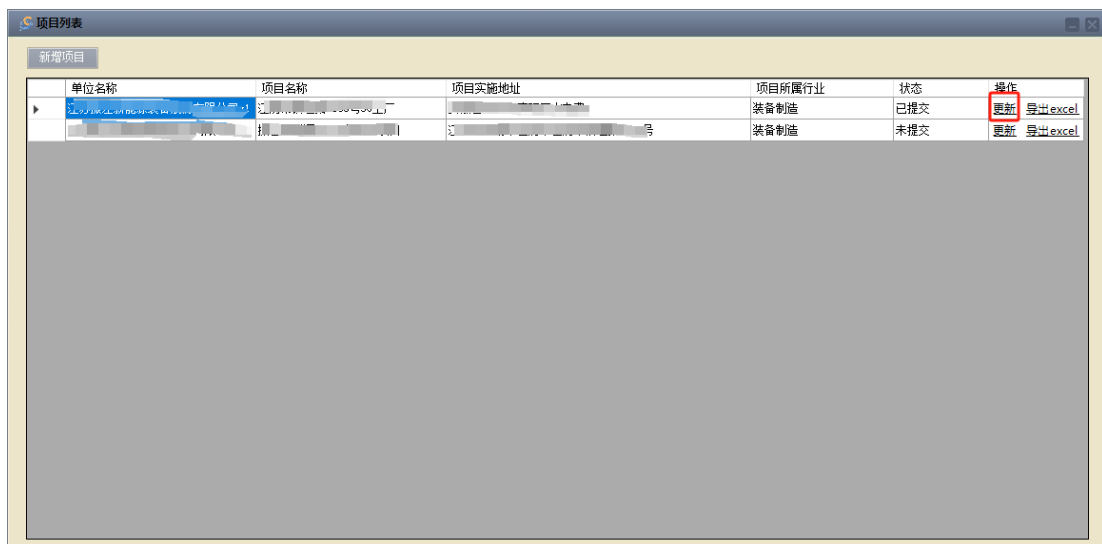 项目列表
新增项目
单位名称 项目名称 项目实施地址 项目所属行业 状态 操作
装备制造 已提交 更新 导出excel
号 装备制造 未提交 更新 导出excel